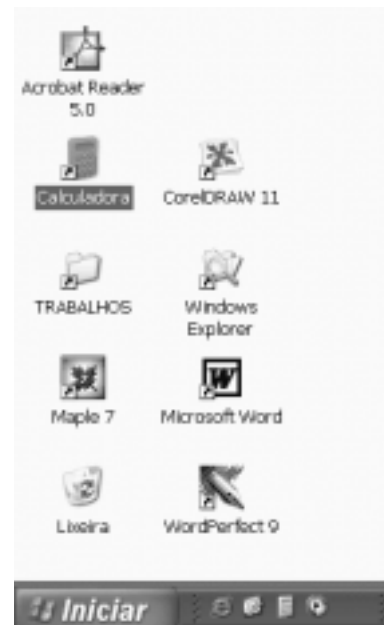 Acrobat Reader
5.0
Calculadora
CorelDRAW 11
TRABALHOS
Windows
Explorer
Maple 7
Microsoft Word
Lixeira
WordPerfect 9
Iniciar